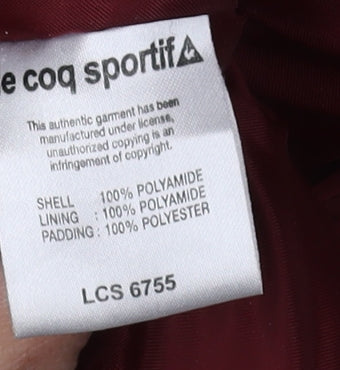 e coq sportif
This authentic garment has been
manufactured under license,
unauthorized copying is an
infringement of copyright.
SHELL 100% POLYAMIDE
LINING : 100% POLYAMIDE
PADDING : 100% POLYESTER
LCS 6755